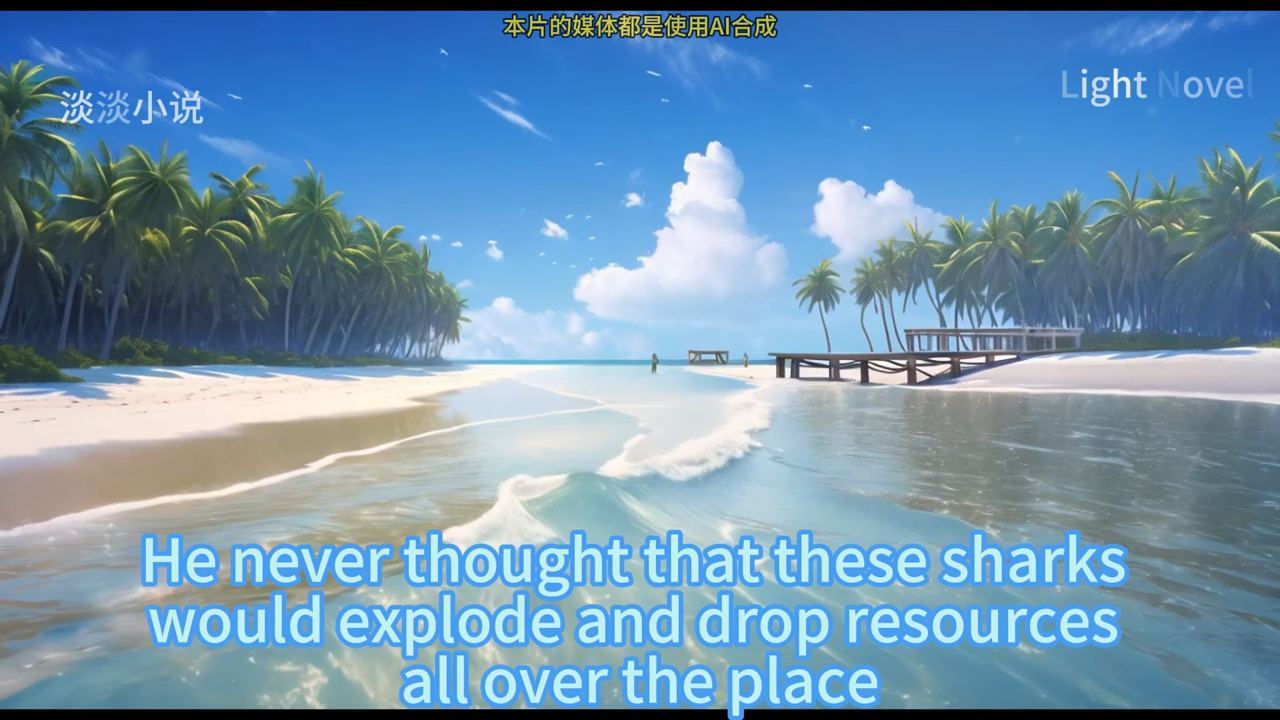 本片的媒体都是使用AI合成
淡淡小说
Light Novel
He never thought that these sharks
would explode and drop resources
all over the place